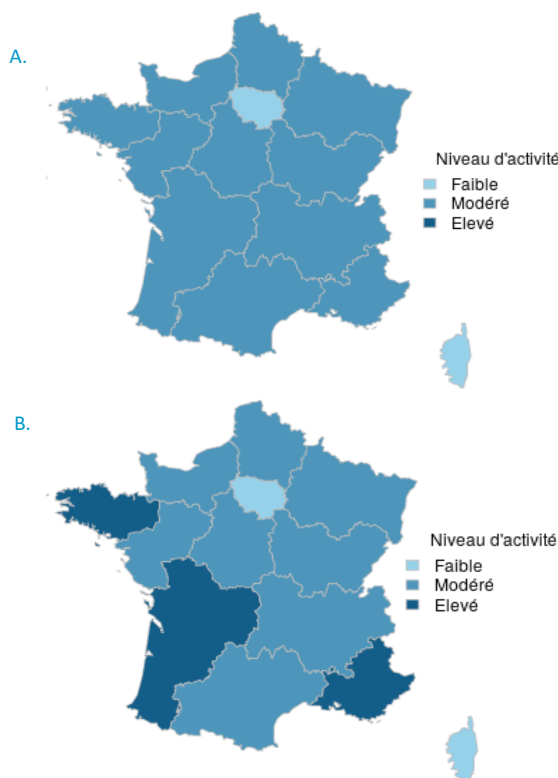 A.
Niveau d'activité
Faible
Modéré
Elevé
B.
Niveau d'activité
Faible
Modéré
Elevé